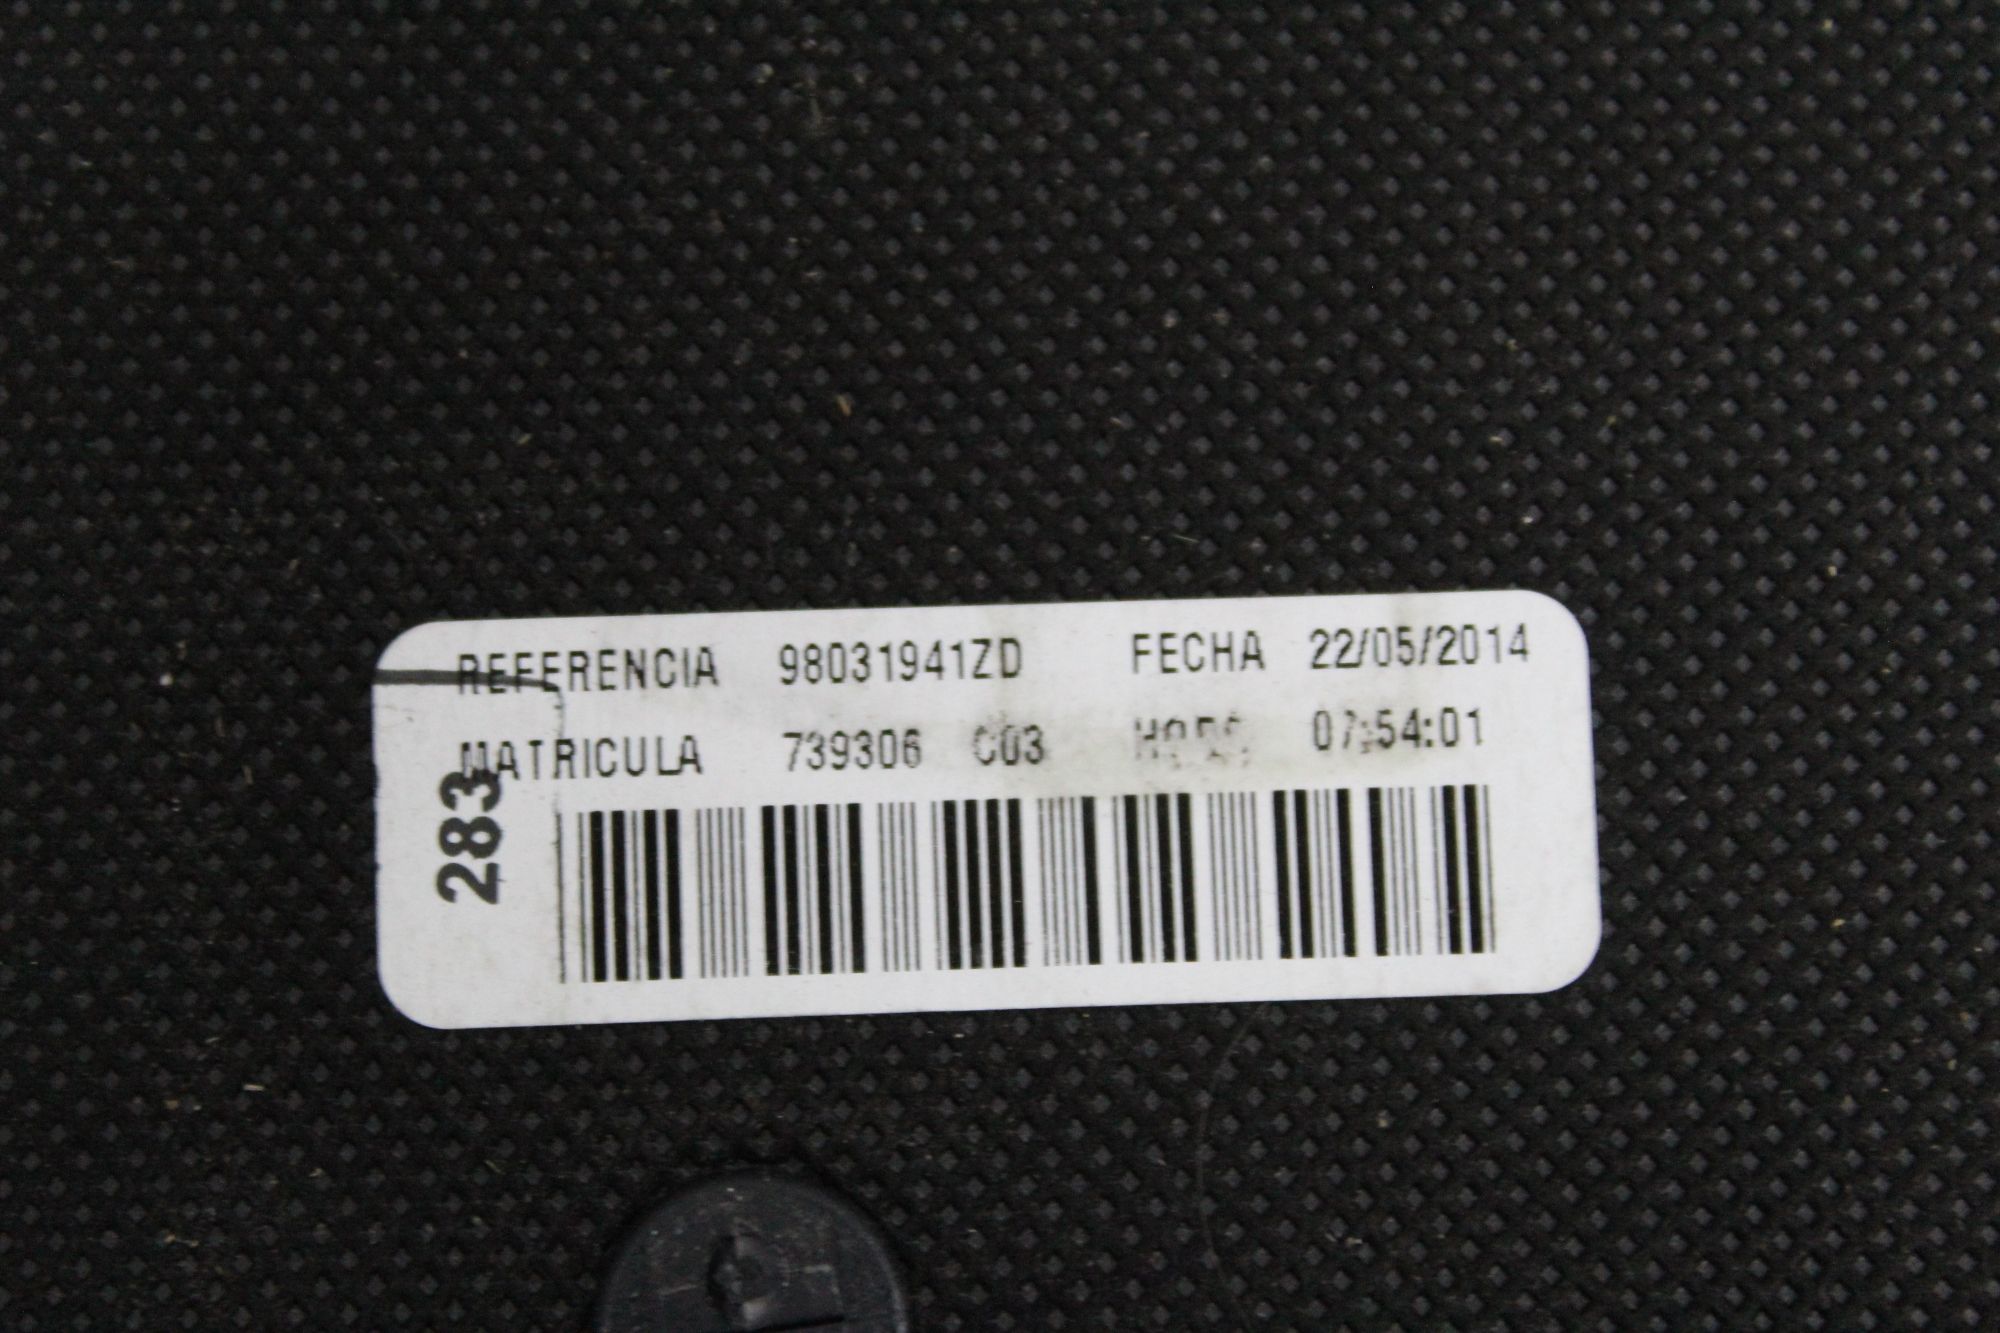 REFERENCIA 98031941ZD FECHA 22/05/2014
MATRICULA 739306 C03 07:54:01
283